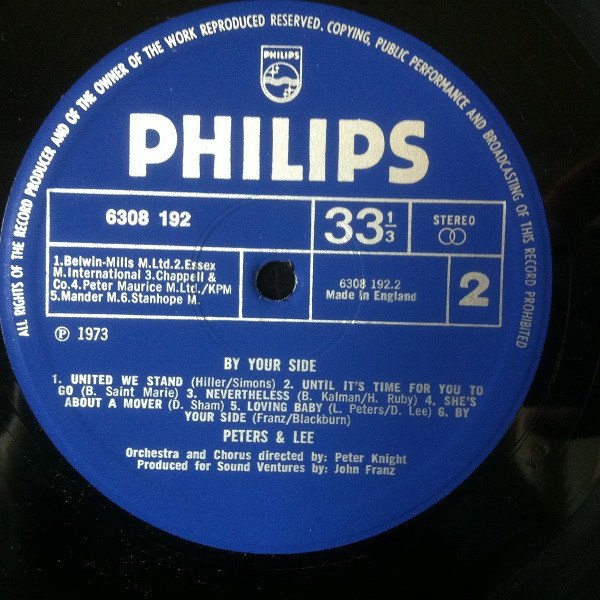 ALL RIGHTS OF THE RECORD PRODUCER AND OF THE OWNER OF THE WORK REPRODUCED RESERVED. COPYING, PUBLIC PERFORMANCE AND BROADCASTING OF THIS RECORD PROHIBITED
PHILIPS
PHILIPS
6308 192
33 1/3
STEREO
1.Belwin-Mills M.Ltd.2.Essex
M.International 3.Chappell &
Co.4.Peter Maurice M.Ltd./KPM
5.Mander M.6.Stanhope M.
6308 192.2
Made in England
2
Ⓟ 1973
BY YOUR SIDE
1. UNITED WE STAND (Hiller/Simons) 2. UNTIL IT'S TIME FOR YOU TO
GO (B. Saint Marie) 3. NEVERTHELESS (B. Kalman/H. Ruby) 4. SHE'S
ABOUT A MOVER (D. Sham) 5. LOVING BABY (L. Peters/D. Lee) 6. BY
YOUR SIDE (Franz/Blackburn)
PETERS & LEE
Orchestra and Chorus directed by: Peter Knight
Produced for Sound Ventures by: John Franz